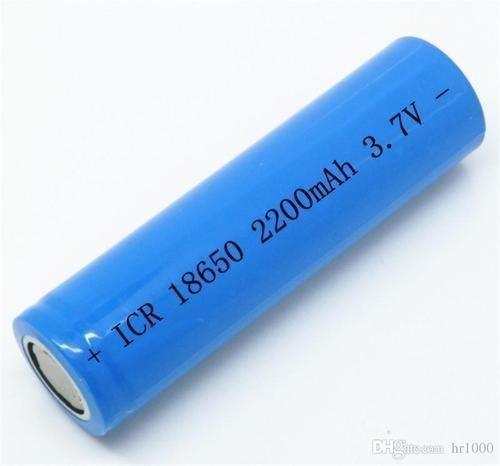 + ICR 18650 2200mAh 3.7V -
DHgate.com hr1000